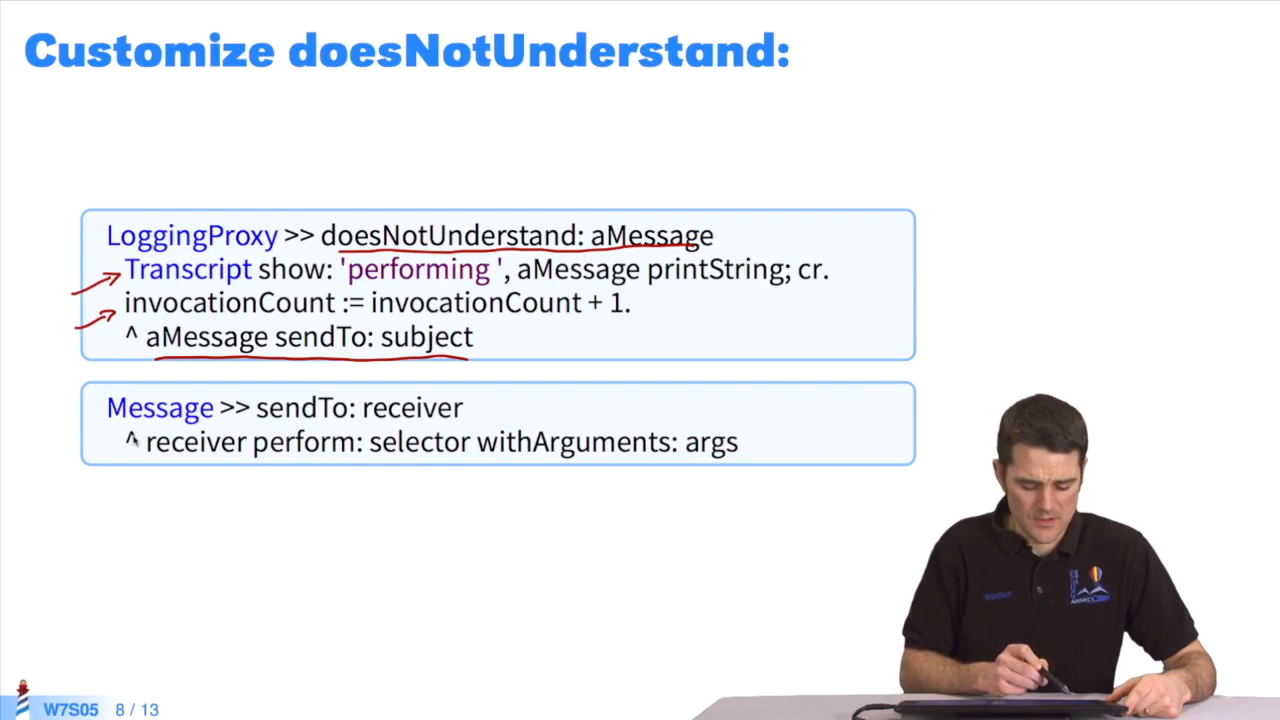 Customize doesNotUnderstand:
LoggingProxy >> doesNotUnderstand: aMessage
Transcript show: 'performing ', aMessage printString; cr.
invocationCount := invocationCount + 1.
^ aMessage sendTo: subject
Message >> sendTo: receiver
^ receiver perform: selector withArguments: args
W7S05 8 / 13